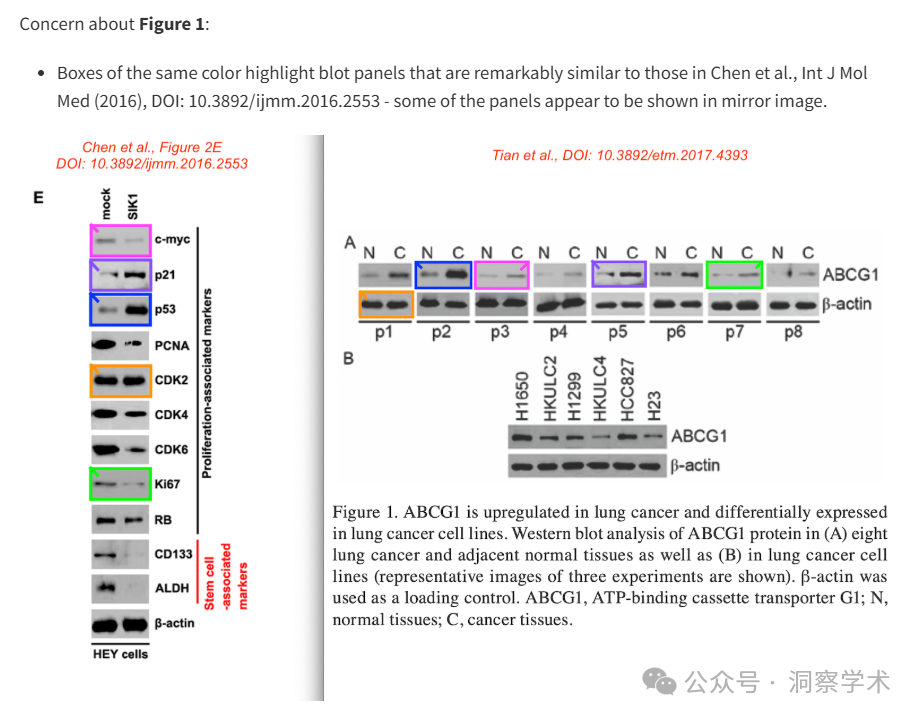 Concern about Figure 1:
• Boxes of the same color highlight blot panels that are remarkably similar to those in Chen et al., Int J Mol
Med (2016), DOI: 10.3892/ijmm.2016.2553 - some of the panels appear to be shown in mirror image.
Chen et al., Figure 2E
DOI: 10.3892/ijmm.2016.2553
E
mock
SIK1
c-myc
p21
p53
PCNA
CDK2
CDK4
CDK6
Ki67
RB
CD133
ALDH
β-actin
Proliferation-associated markers
Stem cell
-associated
markers
HEY cells
Tian et al., DOI: 10.3892/etm.2017.4393
A
N C N C N C N C N C N C N C N C
ABCG1
β-actin
p1 p2 p3 p4 p5 p6 p7 p8
B
H1650
HKULC2
H1299
HKULC4
HCC827
H23
ABCG1
β-actin
Figure 1. ABCG1 is upregulated in lung cancer and differentially expressed
in lung cancer cell lines. Western blot analysis of ABCG1 protein in (A) eight
lung cancer and adjacent normal tissues as well as (B) in lung cancer cell
lines (representative images of three experiments are shown). β-actin was
used as a loading control. ABCG1, ATP-binding cassette transporter G1; N,
normal tissues; C, cancer tissues.
公众号 · 洞察学术